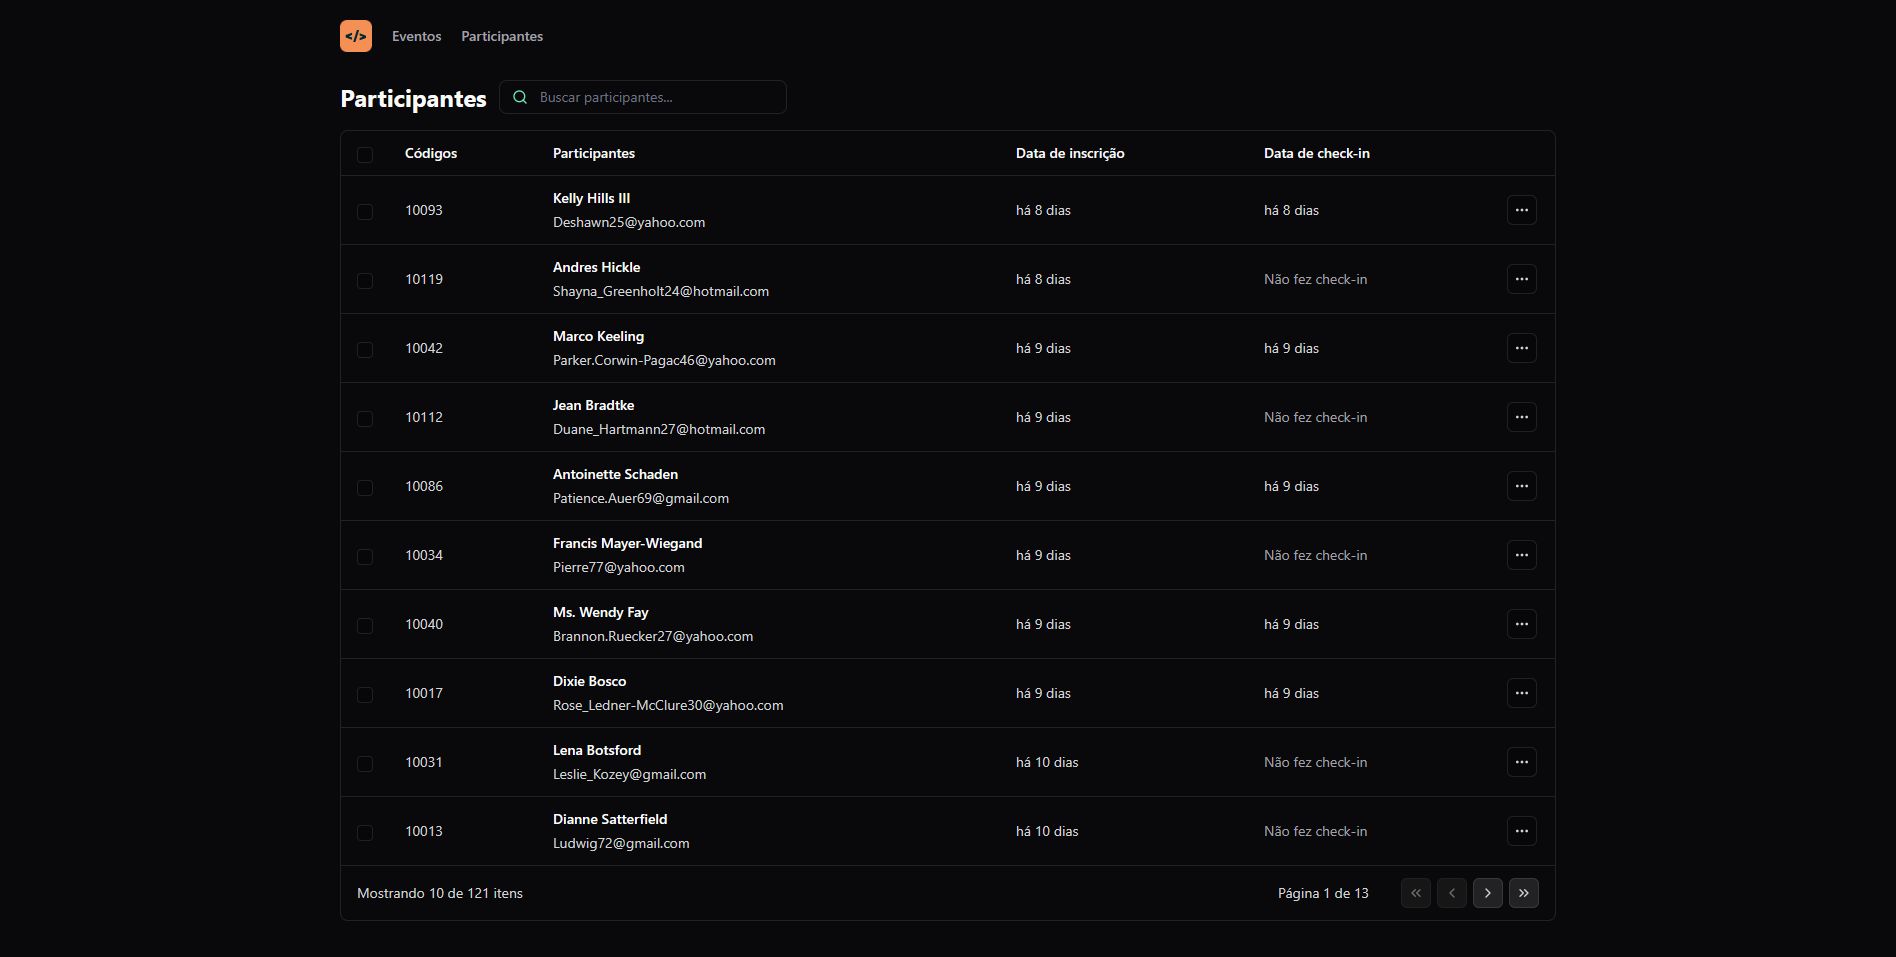 </> Eventos Participantes
Participantes Buscar participantes...
Códigos Participantes Data de inscrição Data de check-in
Kelly Hills III
10093 há 8 dias há 8 dias
Deshawn25@yahoo.com
Andres Hickle
10119 há 8 dias Não fez check-in
Shayna_Greenholt24@hotmail.com
Marco Keeling
10042 há 9 dias há 9 dias
Parker.Corwin-Pagac46@yahoo.com
Jean Bradtke
10112 há 9 dias Não fez check-in
Duane_Hartmann27@hotmail.com
Antoinette Schaden
10086 há 9 dias há 9 dias
Patience.Auer69@gmail.com
Francis Mayer-Wiegand
10034 há 9 dias Não fez check-in
Pierre77@yahoo.com
Ms. Wendy Fay
10040 há 9 dias há 9 dias
Brannon.Ruecker27@yahoo.com
Dixie Bosco
10017 há 9 dias há 9 dias
Rose_Ledner-McClure30@yahoo.com
Lena Botsford
10031 há 10 dias Não fez check-in
Leslie_Kozey@gmail.com
Dianne Satterfield
10013 há 10 dias Não fez check-in
Ludwig72@gmail.com
Mostrando 10 de 121 itens Página 1 de 13